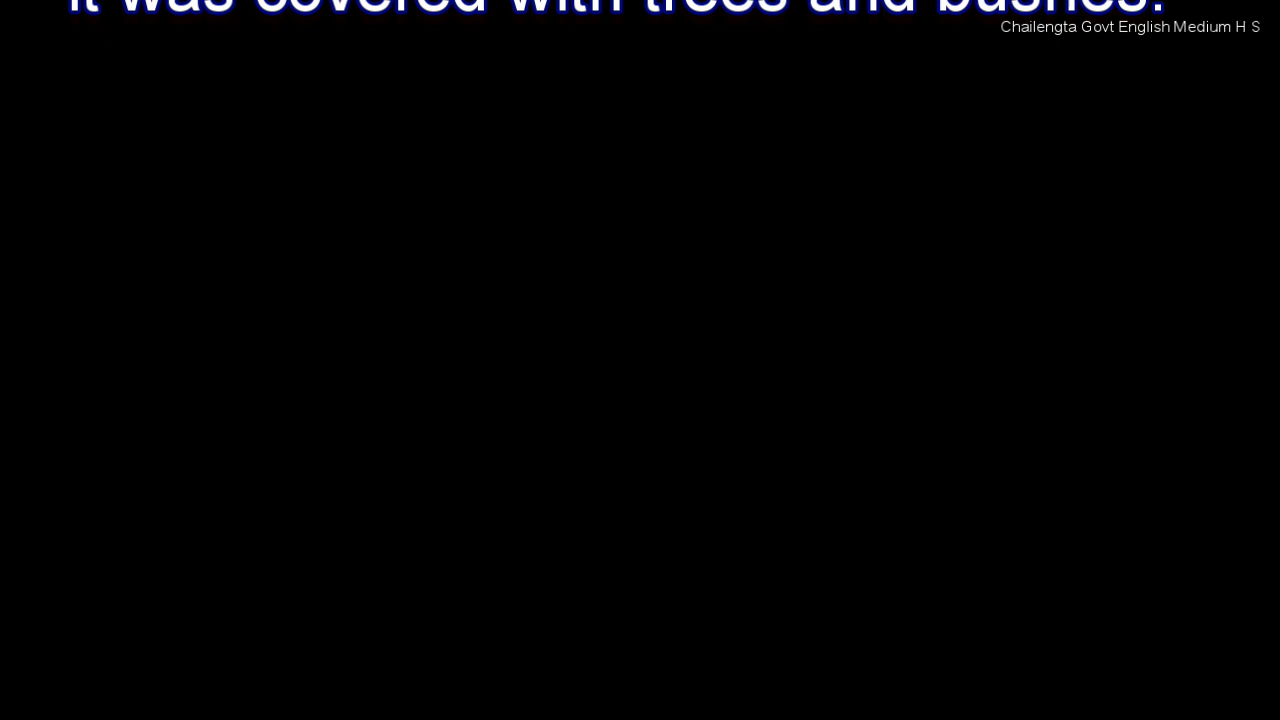 it was covered with trees and bushes.
Chailengta Govt English Medium H S